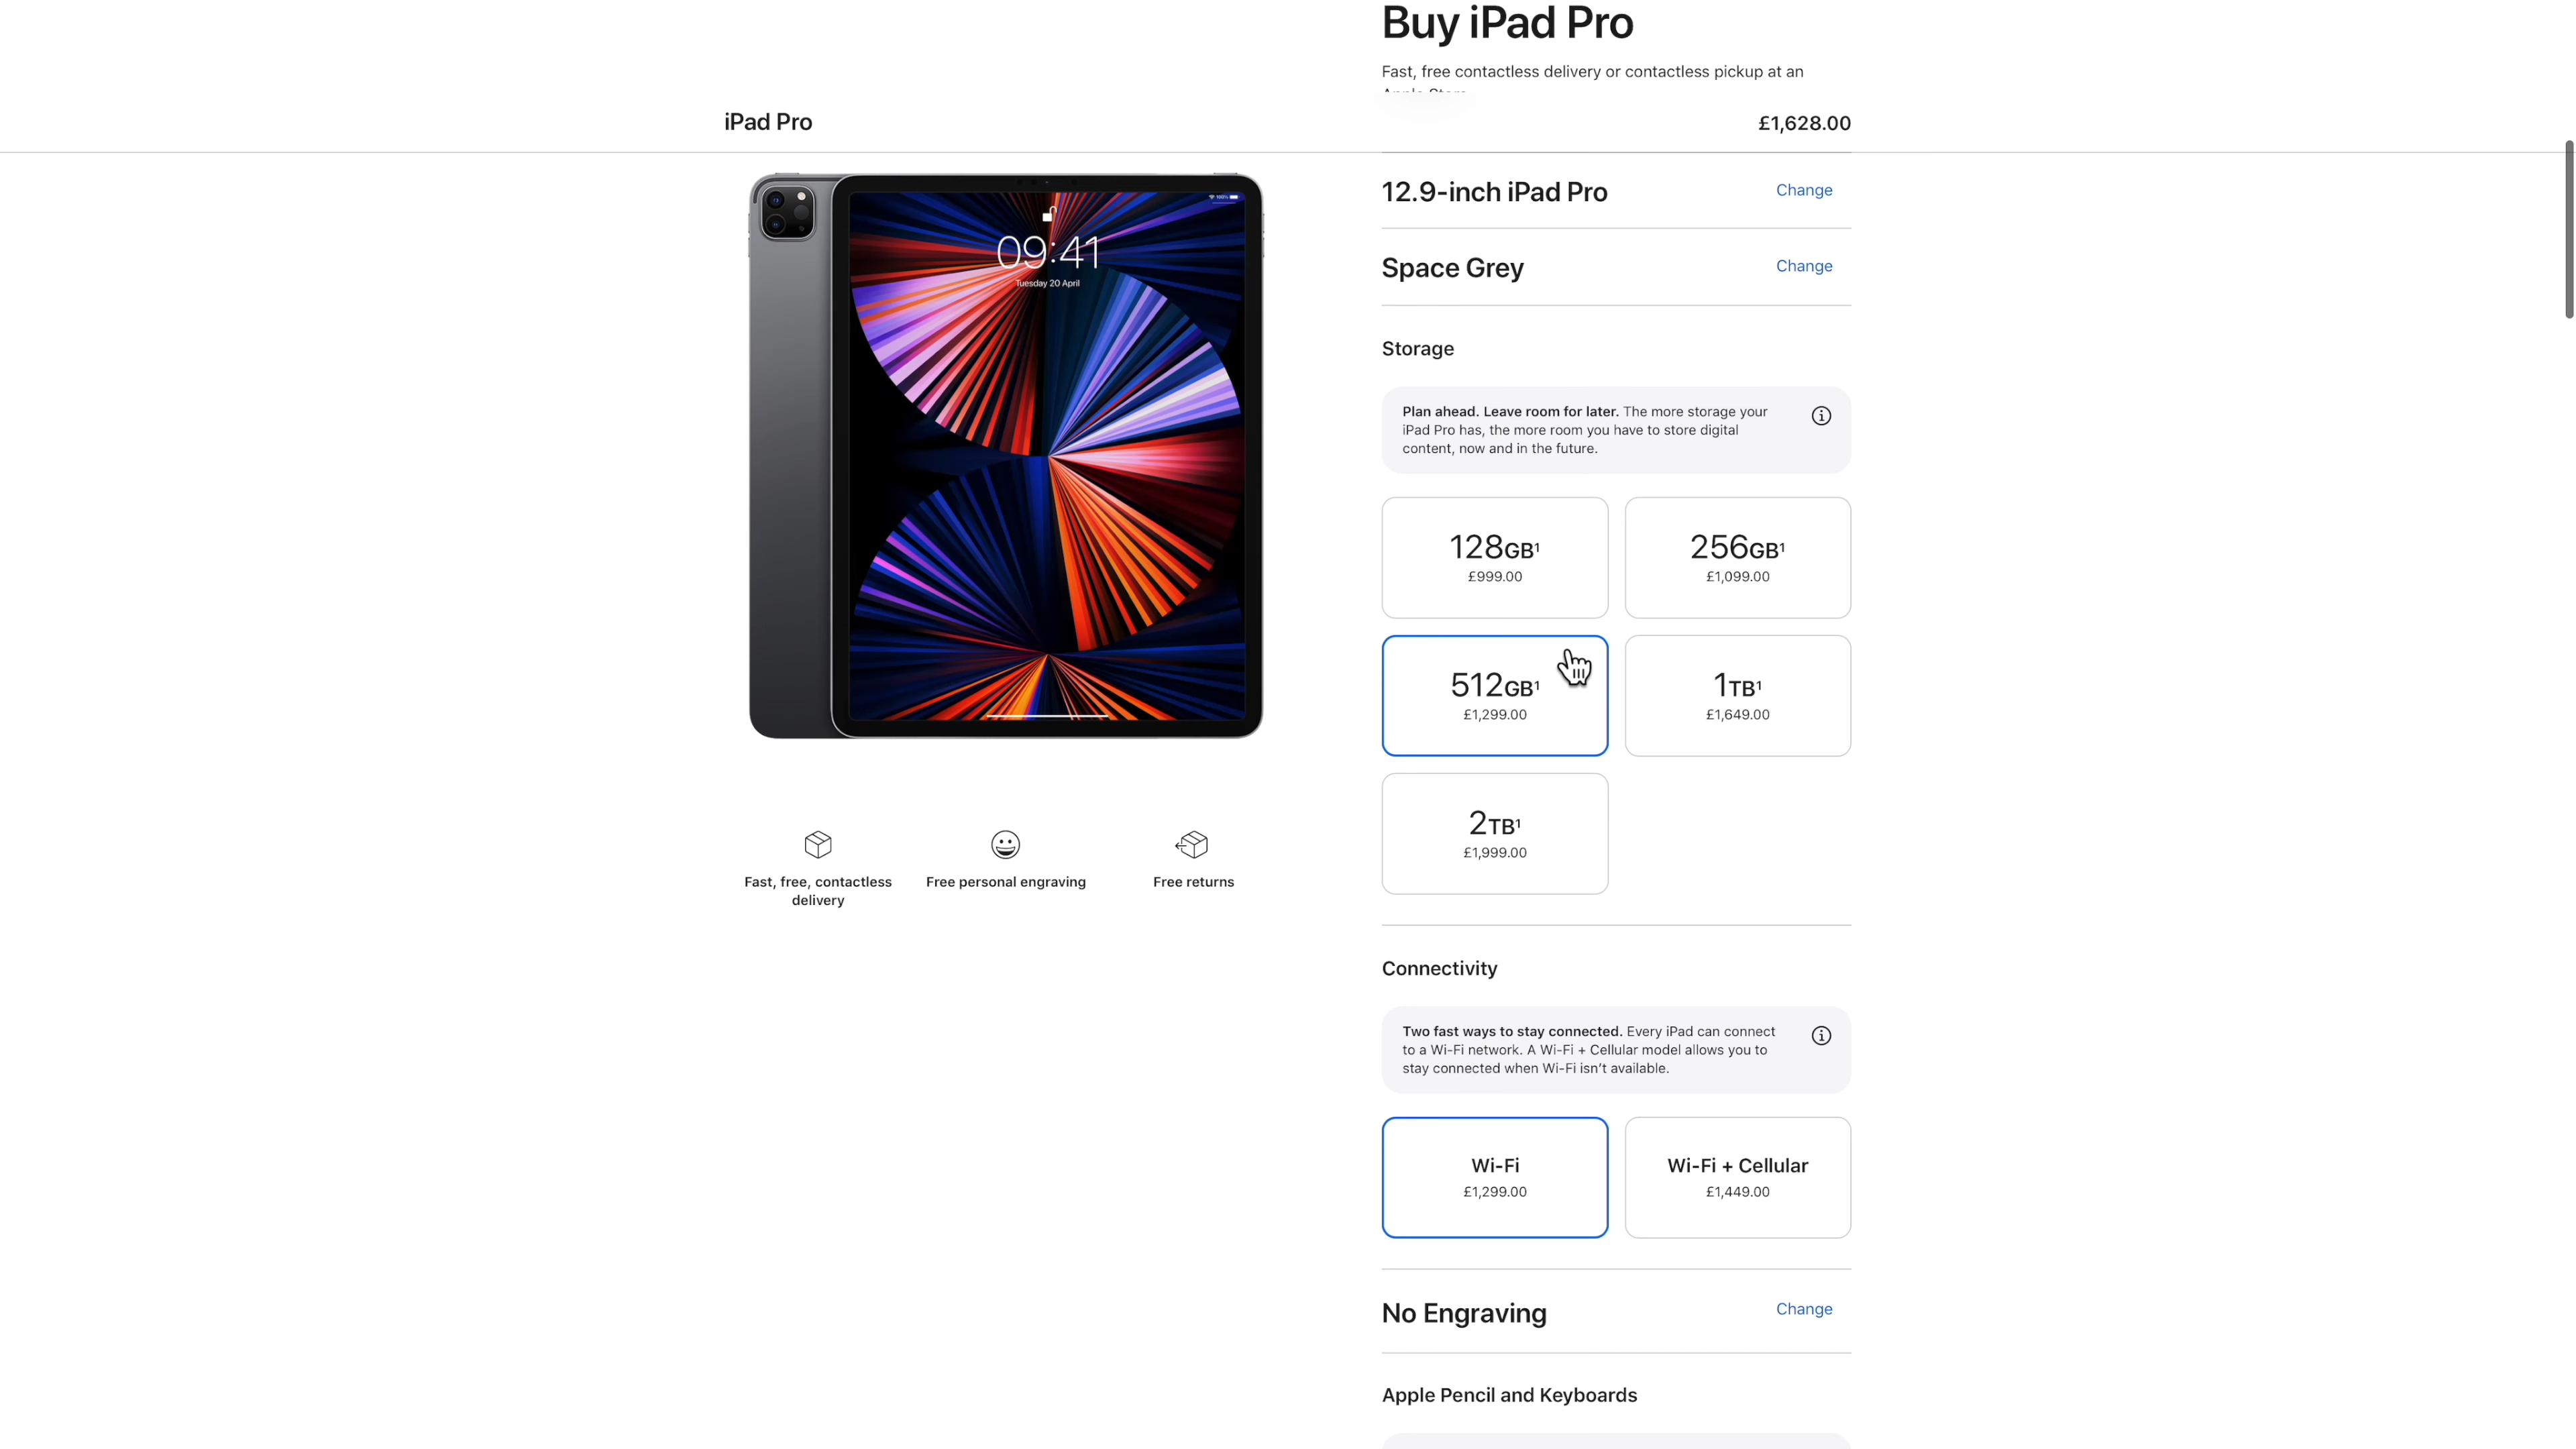 Buy iPad Pro
Fast, free contactless delivery or contactless pickup at an
Apple Store
iPad Pro
£1,628.00
12.9-inch iPad Pro
Change
Space Grey
Change
09:41
Tuesday 20 April
100%
Storage
Plan ahead. Leave room for later. The more storage your
iPad Pro has, the more room you have to store digital
content, now and in the future.
128GB¹
£999.00
256GB¹
£1,099.00
512GB¹
£1,299.00
1TB¹
£1,649.00
2TB¹
£1,999.00
Fast, free, contactless
delivery
Free personal engraving
Free returns
Connectivity
Two fast ways to stay connected. Every iPad can connect
to a Wi-Fi network. A Wi-Fi + Cellular model allows you to
stay connected when Wi-Fi isn't available.
Wi-Fi
£1,299.00
Wi-Fi + Cellular
£1,449.00
No Engraving
Change
Apple Pencil and Keyboards